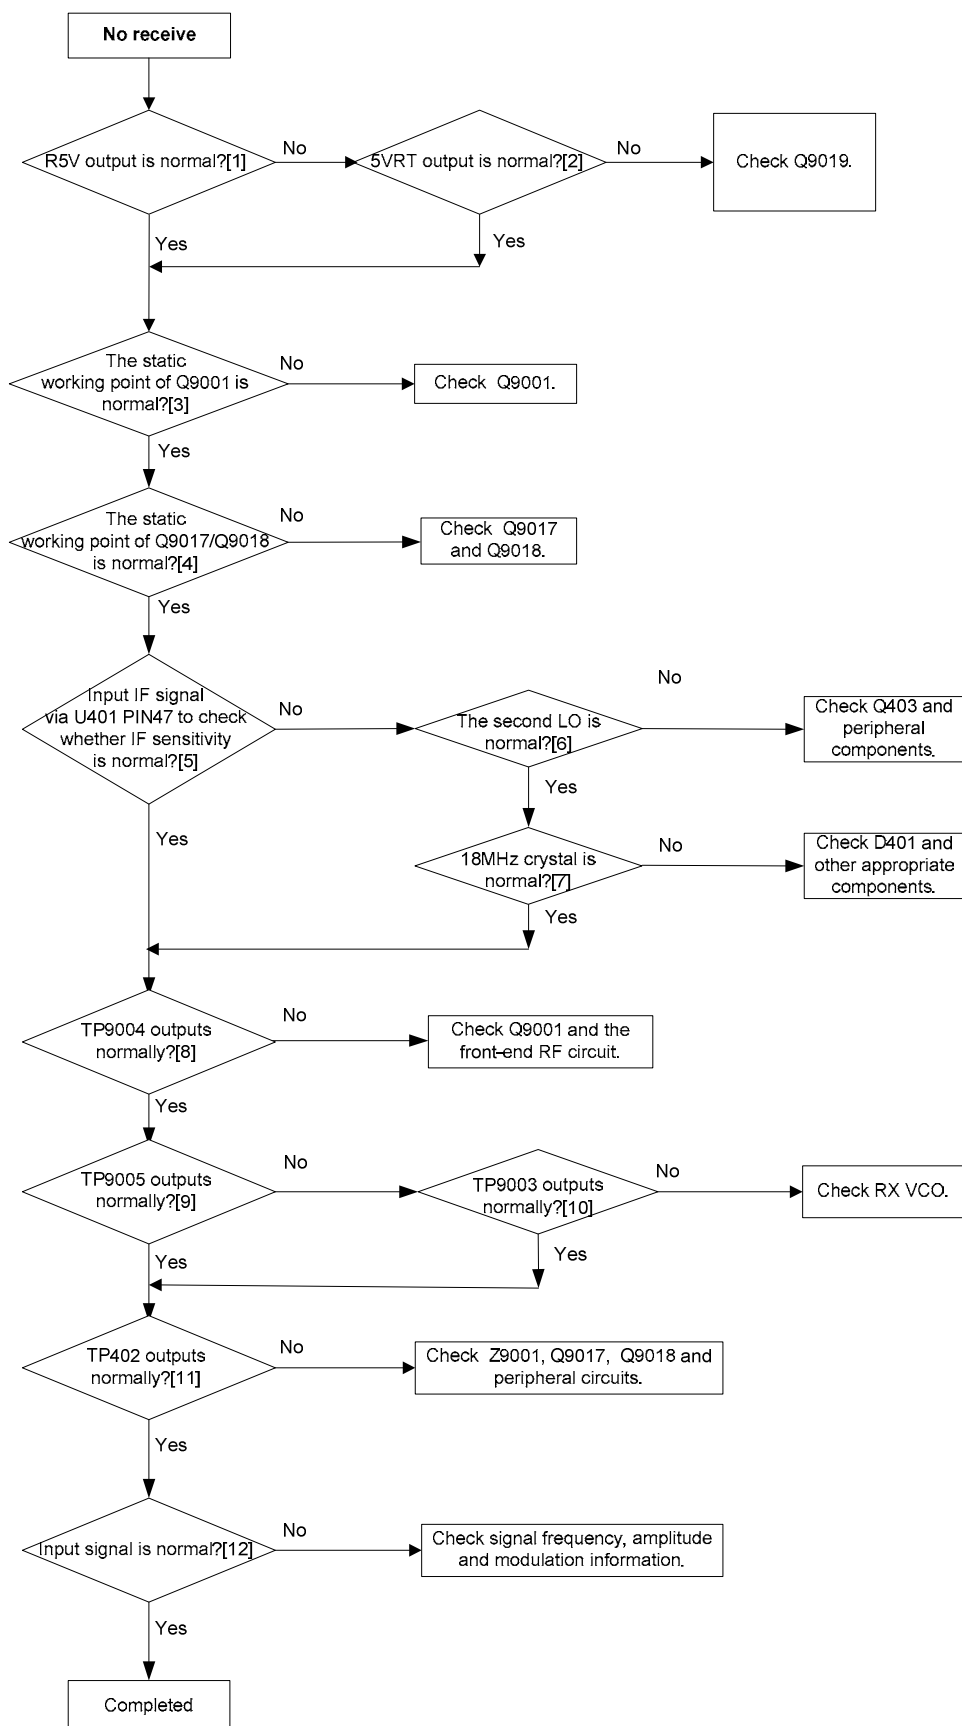 No receive
R5V output is normal?[1]
No
5VRT output is normal?[2]
No
Check Q9019.
Yes
Yes
The static
working point of Q9001 is
normal?[3]
No
Check Q9001.
Yes
The static
working point of Q9017/Q9018
is normal?[4]
No
Check Q9017
and Q9018.
Yes
Input IF signal
via U401 PIN47 to check
whether IF sensitivity
is normal?[5]
No
The second LO is
normal?[6]
No
Check Q403 and
peripheral
components.
Yes
Yes
18MHz crystal is
normal?[7]
No
Check D401 and
other appropriate
components.
Yes
TP9004 outputs
normally?[8]
No
Check Q9001 and the
front-end RF circuit.
Yes
TP9005 outputs
normally?[9]
No
TP9003 outputs
normally?[10]
No
Check RX VCO.
Yes
Yes
TP402 outputs
normally?[11]
No
Check Z9001, Q9017, Q9018 and
peripheral circuits.
Yes
Input signal is normal?[12]
No
Check signal frequency, amplitude
and modulation information.
Yes
Completed